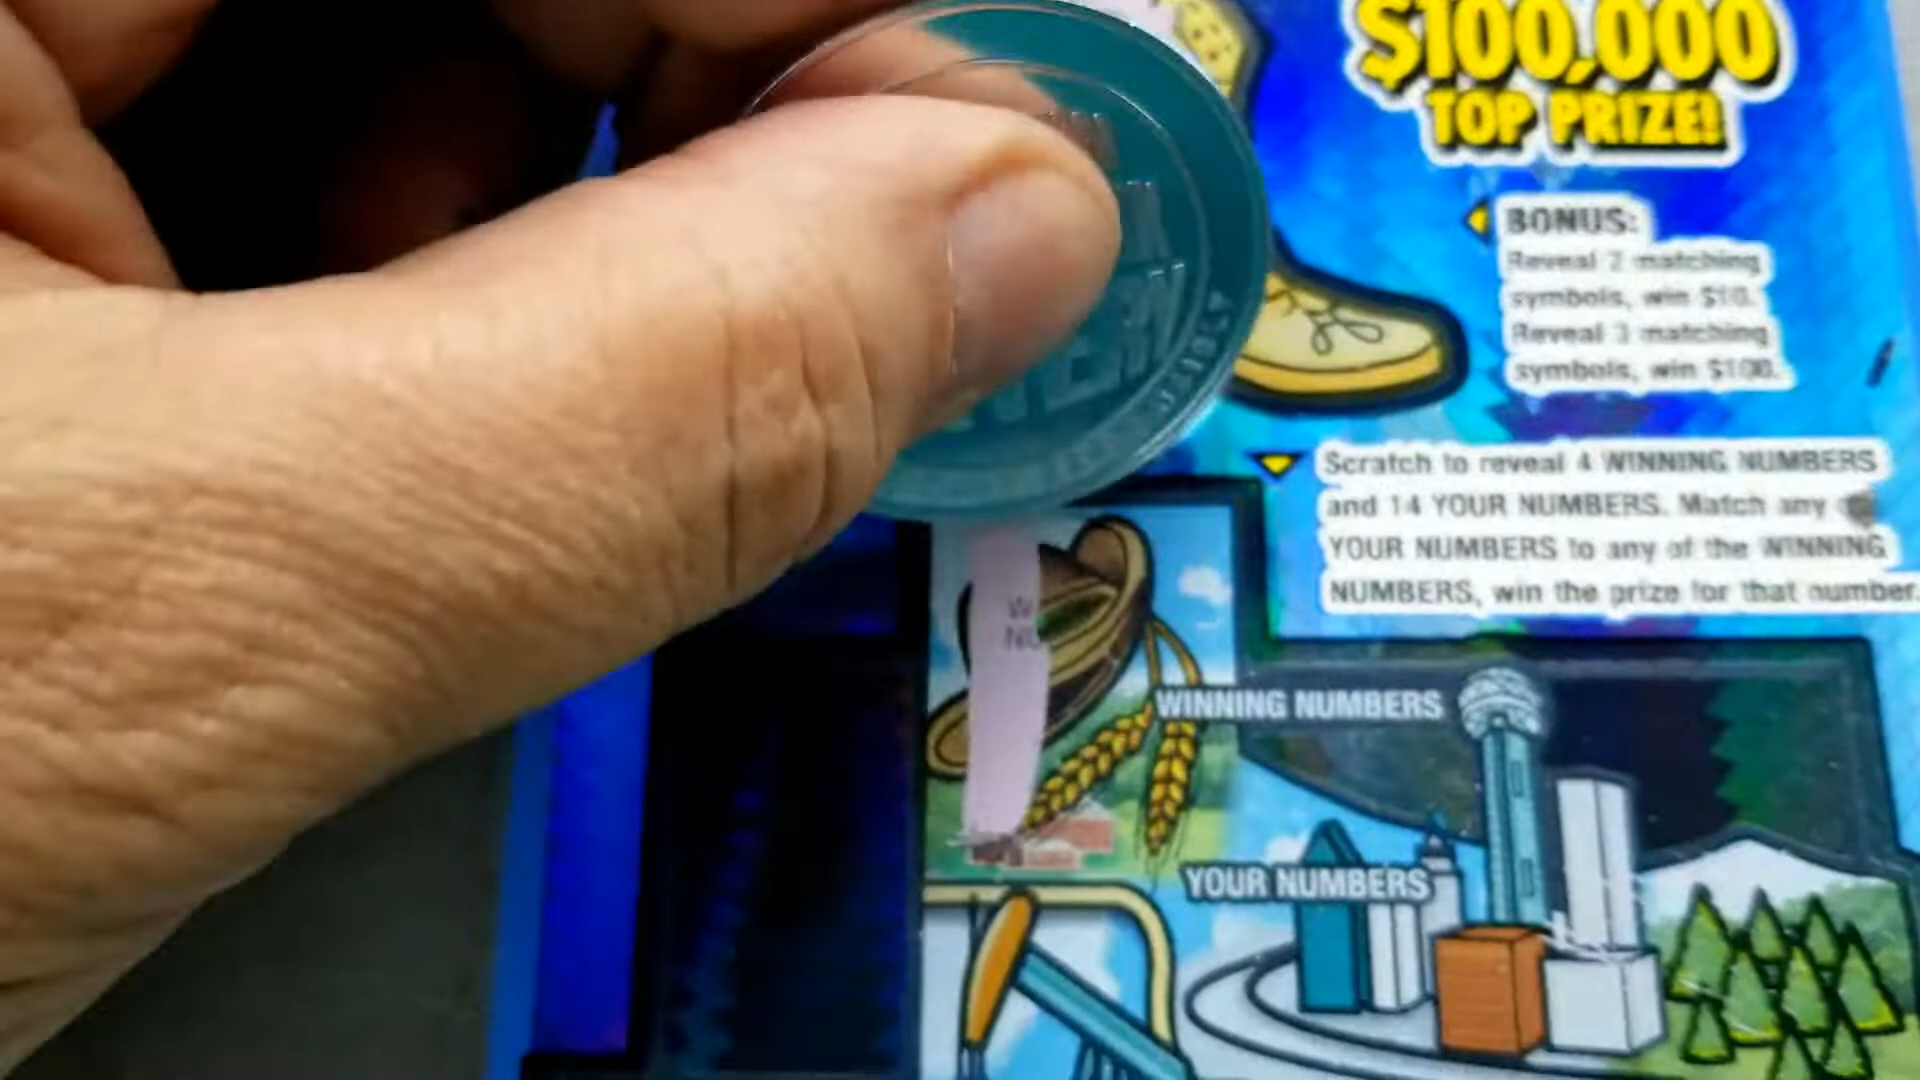 $100,000
TOP PRIZE!
BONUS:
Reveal 2 matching
symbols, win $10.
Reveal 3 matching
symbols, win $100.
Scratch to reveal 4 WINNING NUMBERS
and 14 YOUR NUMBERS. Match any
YOUR NUMBERS to any of the WINNING
NUMBERS, win the prize for that number.
WINNING NUMBERS
YOUR NUMBERS